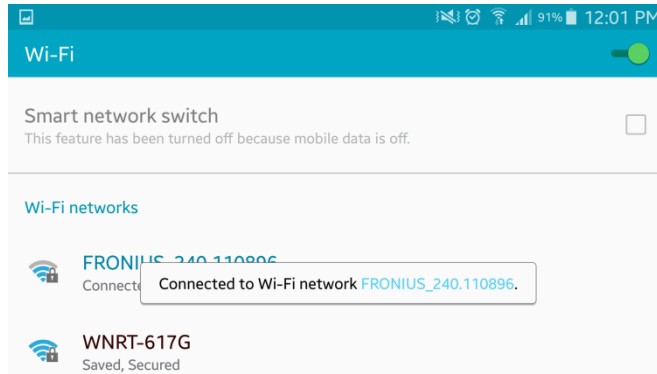 91% 12:01 PM
Wi-Fi
Smart network switch
This feature has been turned off because mobile data is off.
Wi-Fi networks
FRONIUS_240.110896
Connected to Wi-Fi network FRONIUS_240.110896.
WNRT-617G
Saved, Secured